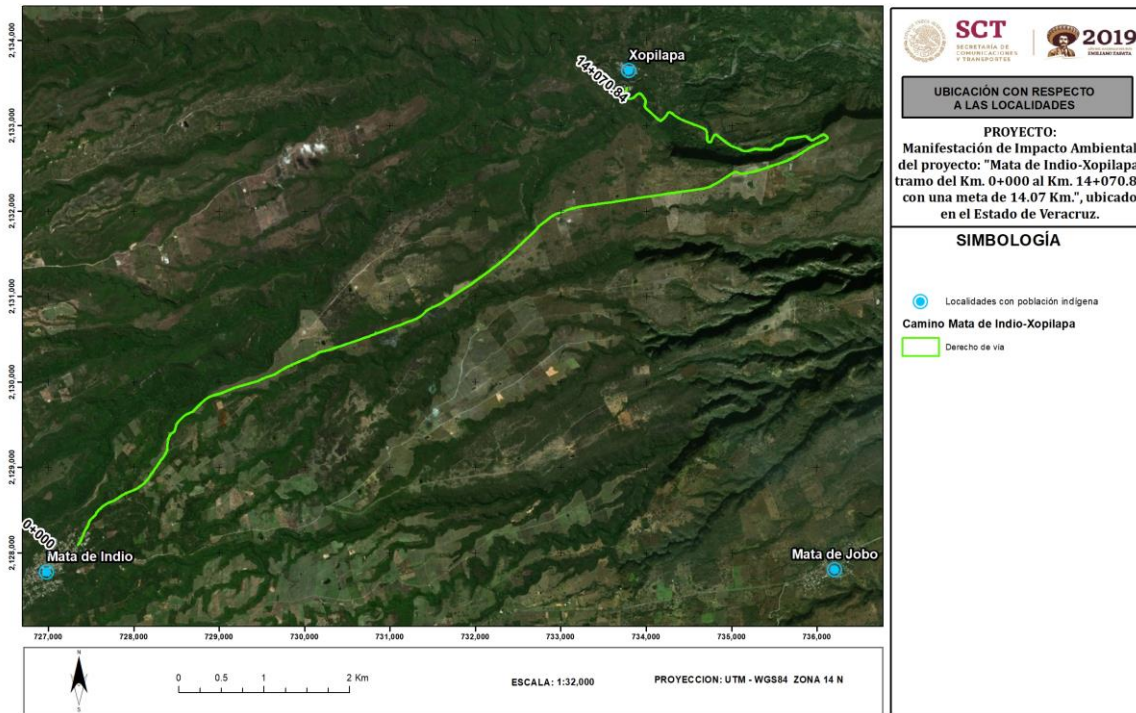 Xopilapa
14+070.84
0+000
Mata de Indio
Mata de Jobo
2,134,000
2,133,000
2,132,000
2,131,000
2,130,000
2,129,000
2,128,000
727,000
728,000
729,000
730,000
731,000
732,000
733,000
734,000
735,000
736,000
N
S
0 0.5 1 2 Km
ESCALA: 1:32,000
PROYECCION: UTM - WGS84 ZONA 14 N
SCT
SECRETARÍA DE
COMUNICACIONES
Y TRANSPORTES
2019
EMILIANO ZAPATA
UBICACIÓN CON RESPECTO
A LAS LOCALIDADES
PROYECTO:
Manifestación de Impacto Ambiental
del proyecto: "Mata de Indio-Xopilapa
tramo del Km. 0+000 al Km. 14+070.8
con una meta de 14.07 Km.", ubicado
en el Estado de Veracruz.
SIMBOLOGÍA
Localidades con población indígena
Camino Mata de Indio-Xopilapa
Derecho de vía